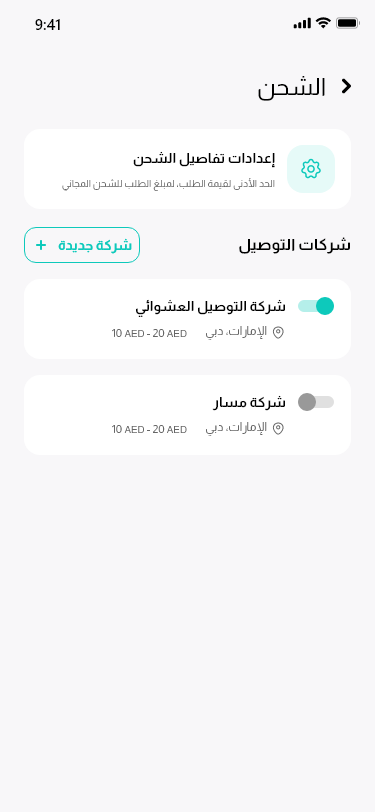 9:41
الشحن
إعدادات تفاصيل الشحن
الحد الأدنى لقيمة الطلب، لمبلغ الطلب للشحن المجاني
شركات التوصيل
شركة جديدة +
شركة التوصيل العشوائي
الإمارات، دبي 10 AED - 20 AED
شركة مسار
الإمارات، دبي 10 AED - 20 AED